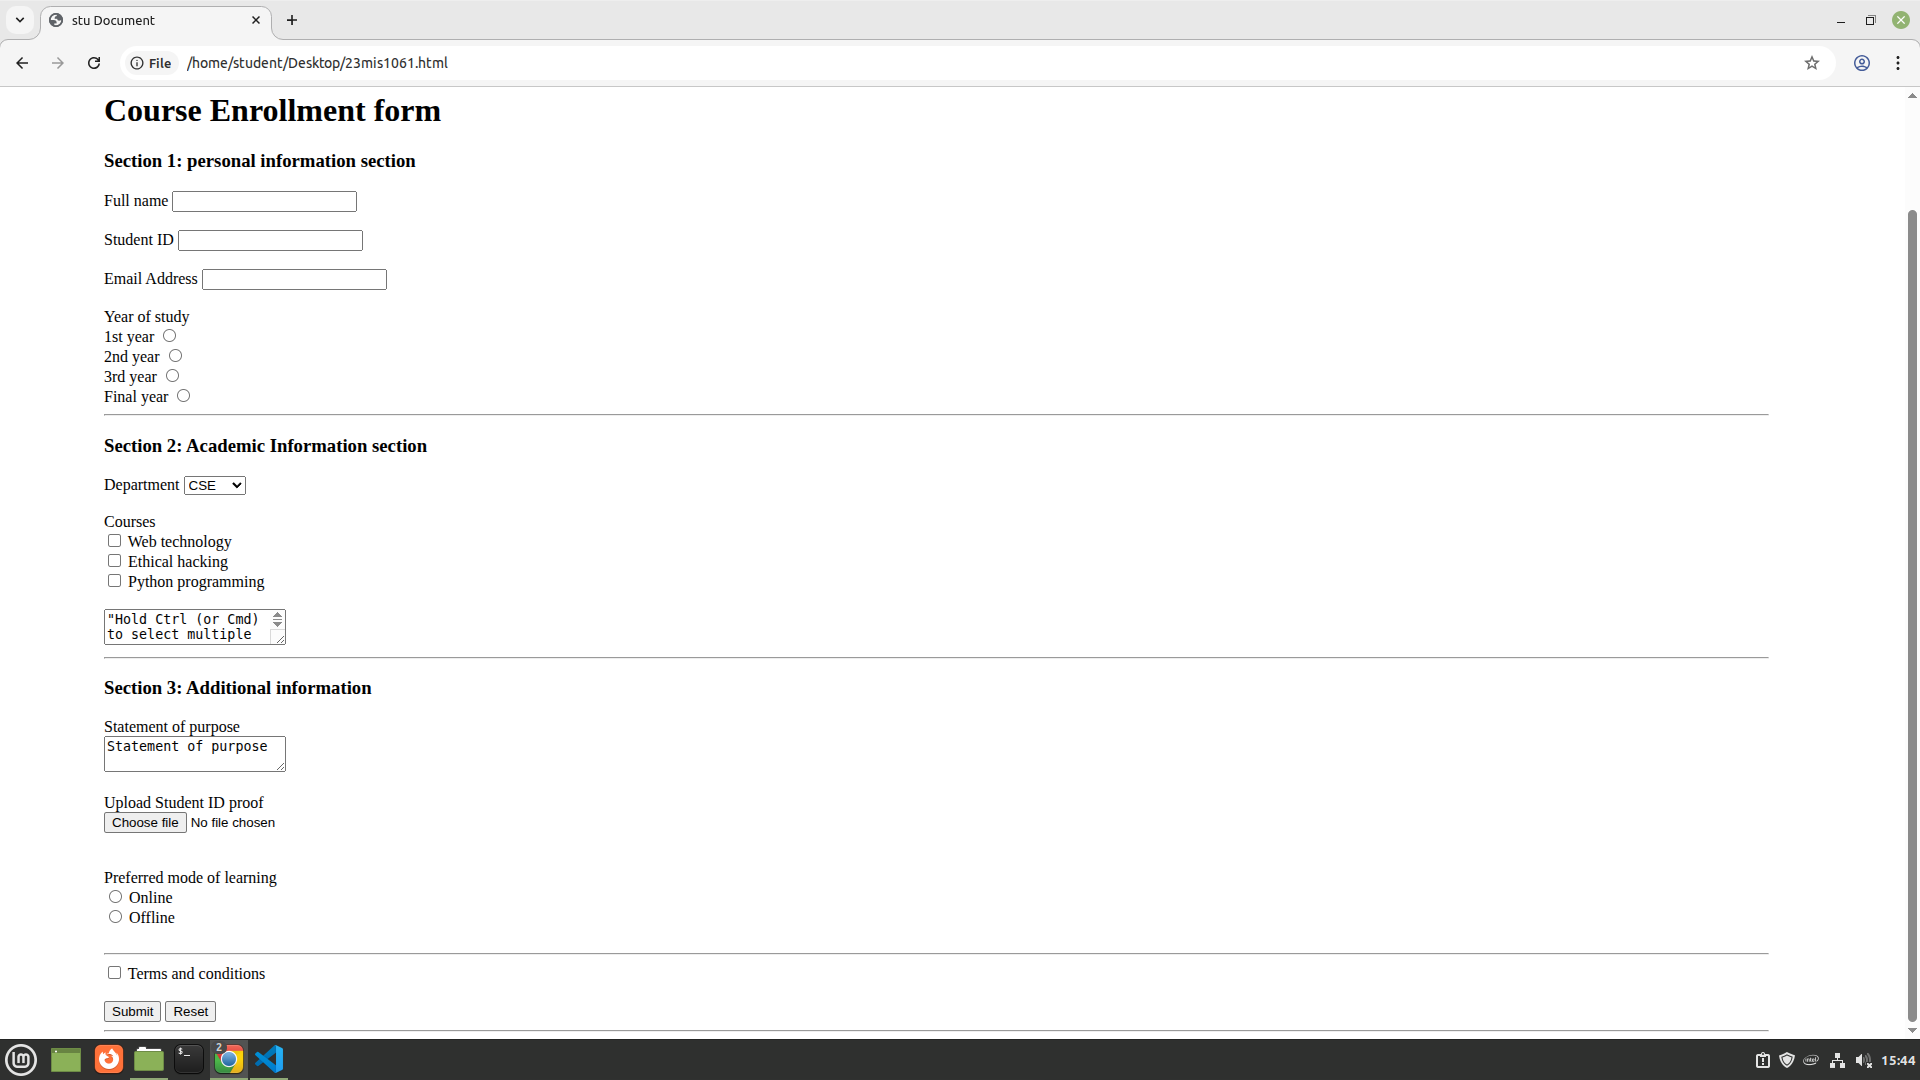 stu Document
File /home/student/Desktop/23mis1061.html
Course Enrollment form
Section 1: personal information section
Full name
Student ID
Email Address
Year of study
1st year
2nd year
3rd year
Final year
Section 2: Academic Information section
Department CSE
Courses
Web technology
Ethical hacking
Python programming
"Hold Ctrl (or Cmd)
to select multiple
Section 3: Additional information
Statement of purpose
Statement of purpose
Upload Student ID proof
Choose file No file chosen
Preferred mode of learning
Online
Offline
Terms and conditions
Submit Reset
lm $_ 2 intel 15:44